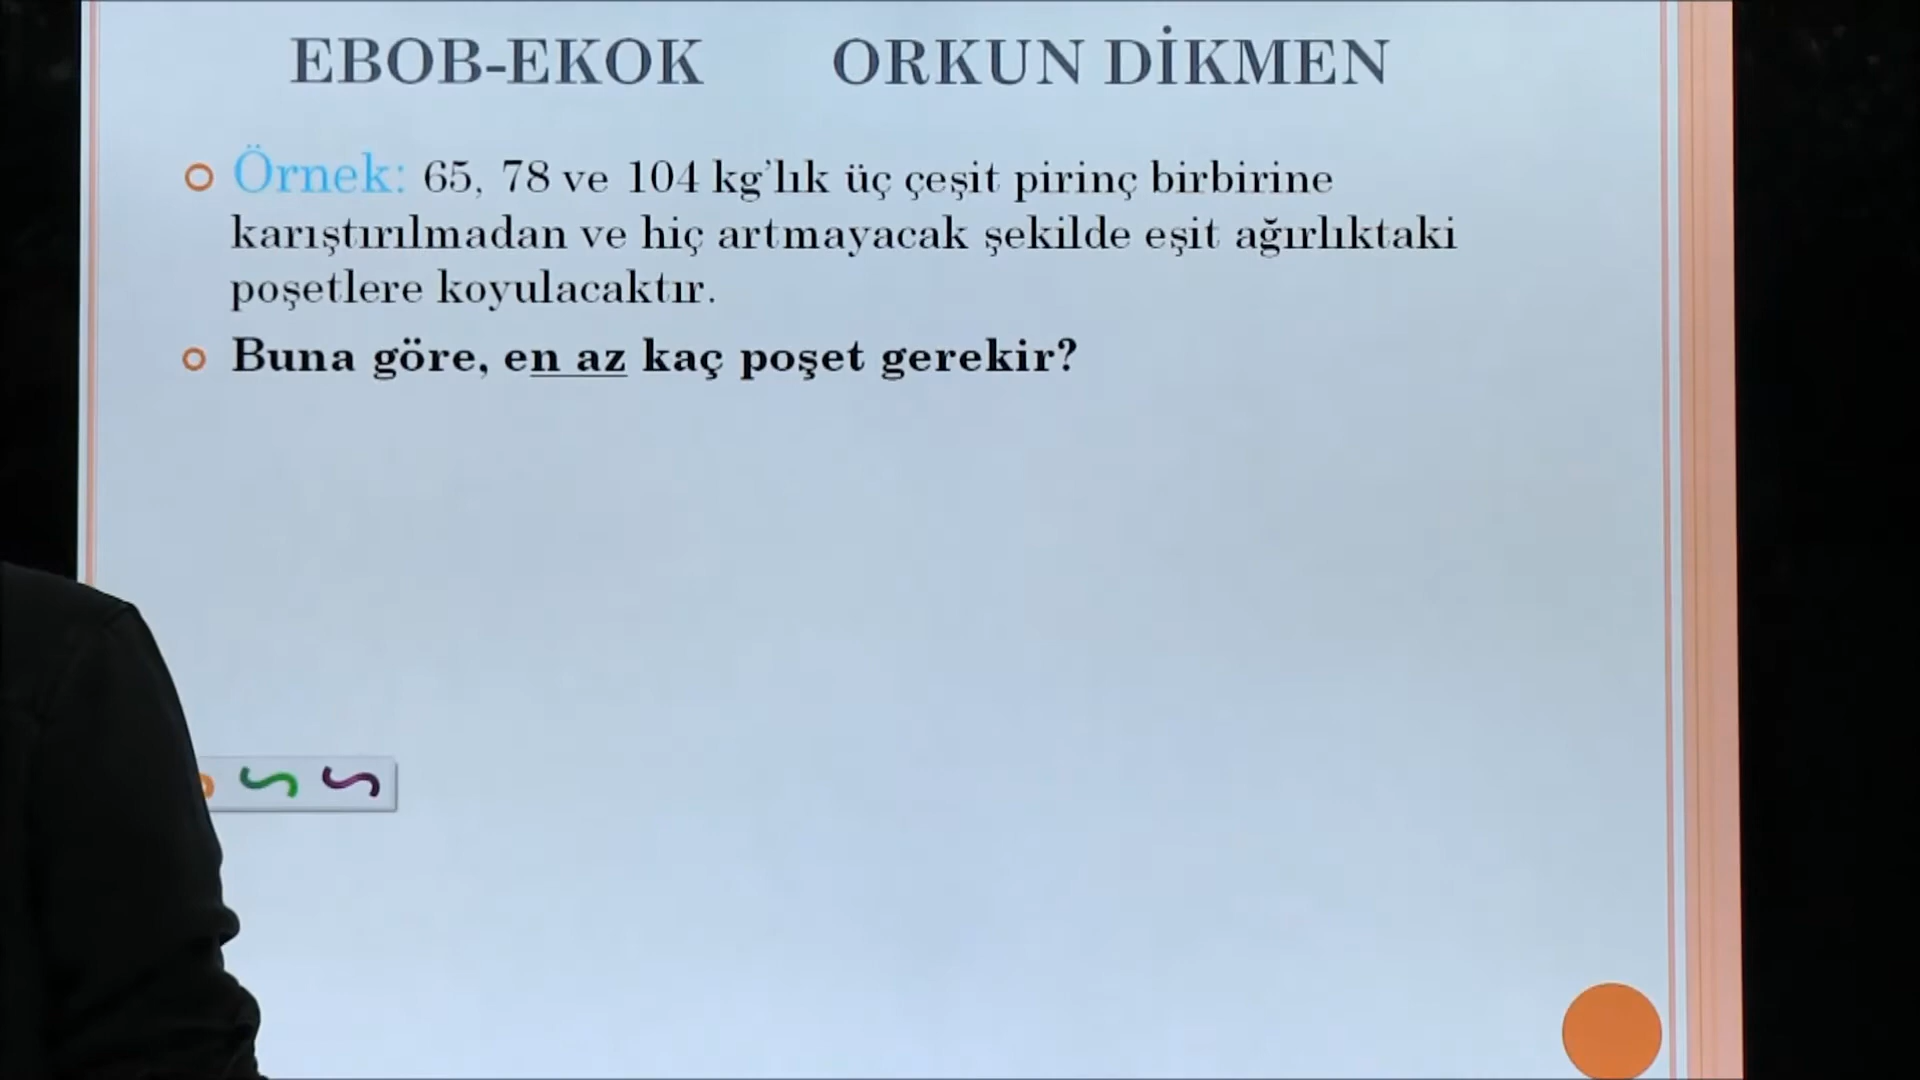 EBOB-EKOK ORKUN DİKMEN
Örnek: 65, 78 ve 104 kg'lık üç çeşit pirinç birbirine
karıştırılmadan ve hiç artmayacak şekilde eşit ağırlıktaki
poşetlere koyulacaktır.
Buna göre, en az kaç poşet gerekir?